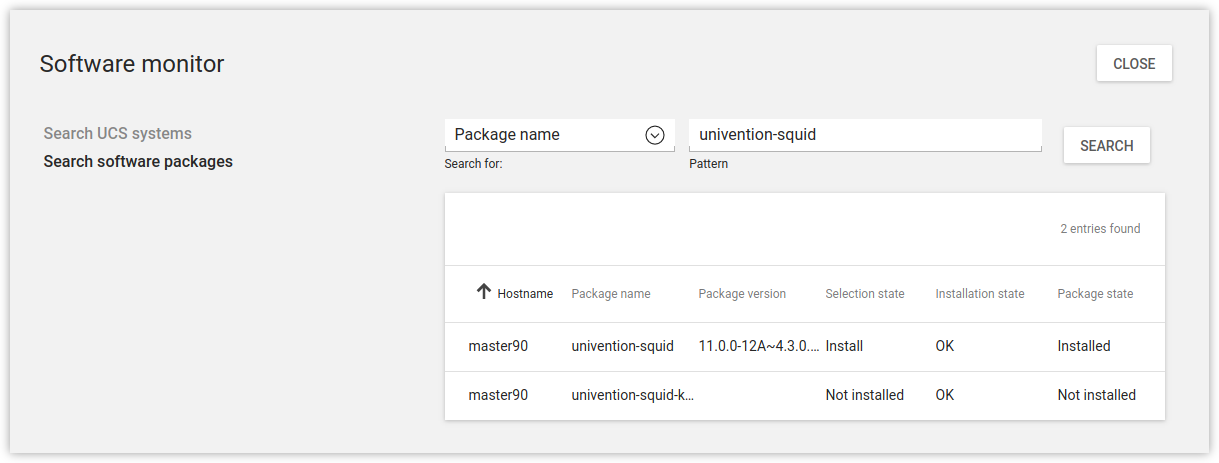 Software monitor
CLOSE
Search UCS systems
Search software packages
Package name
univention-squid
SEARCH
Search for:
Pattern
2 entries found
Hostname Package name Package version Selection state Installation state Package state
master90 univention-squid 11.0.0-12A~4.3.0.... Install OK Installed
master90 univention-squid-k... Not installed OK Not installed